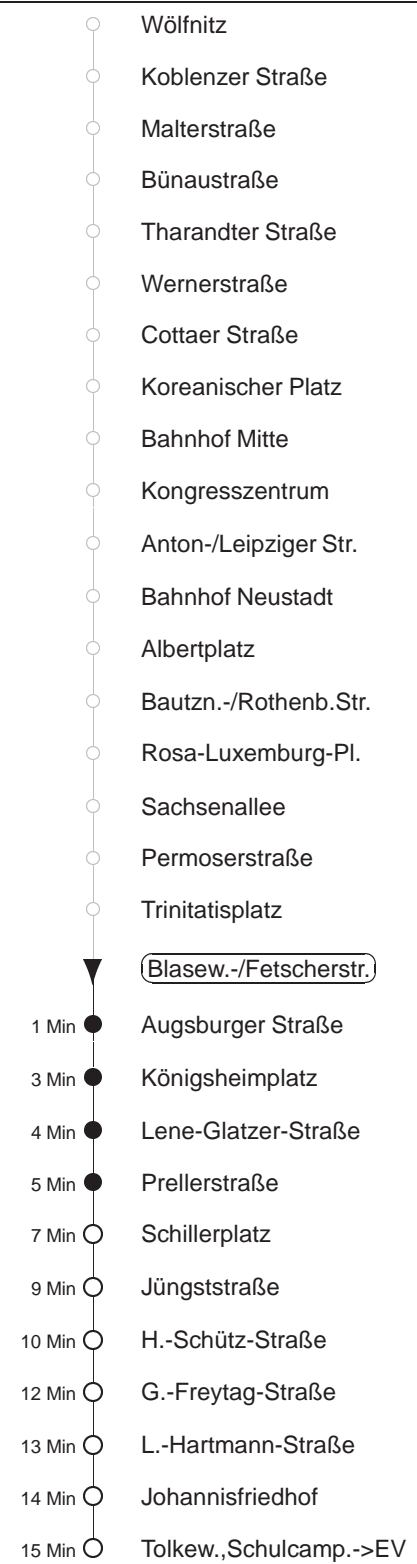 Wölfnitz
Koblenzer Straße
Malterstraße
Bünaustraße
Tharandter Straße
Wernerstraße
Cottaer Straße
Koreanischer Platz
Bahnhof Mitte
Kongresszentrum
Anton-/Leipziger Str.
Bahnhof Neustadt
Albertplatz
Bautzn.-/Rothenb.Str.
Rosa-Luxemburg-Pl.
Sachsenallee
Permoserstraße
Trinitatisplatz
Blasew.-/Fetscherstr.
1 Min Augsburger Straße
3 Min Königsheimplatz
4 Min Lene-Glatzer-Straße
5 Min Prellerstraße
7 Min Schillerplatz
9 Min Jüngststraße
10 Min H.-Schütz-Straße
12 Min G.-Freytag-Straße
13 Min L.-Hartmann-Straße
14 Min Johannisfriedhof
15 Min Tolkew.,Schulcamp.->EV